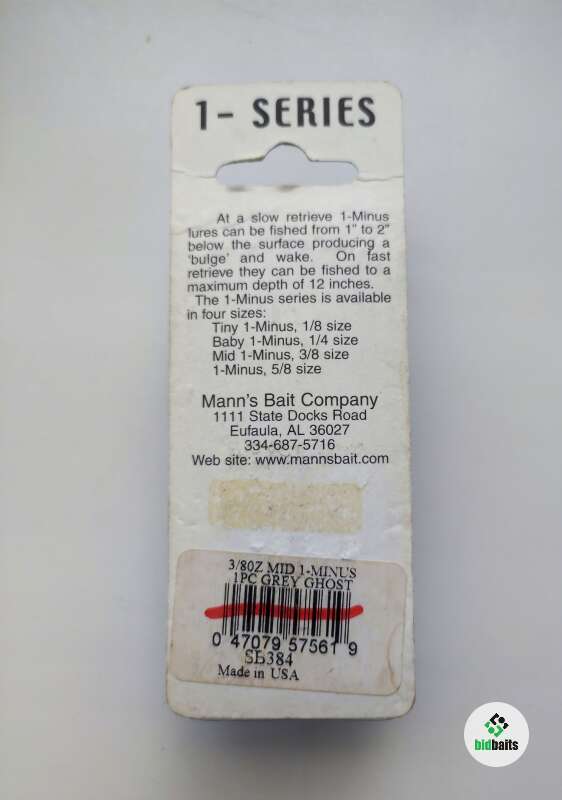 1- SERIES
At a slow retrieve 1-Minus
lures can be fished from 1" to 2"
below the surface producing a
'bulge' and wake. On fast
retrieve they can be fished to a
maximum depth of 12 inches.
The 1-Minus series is available
in four sizes:
Tiny 1-Minus, 1/8 size
Baby 1-Minus, 1/4 size
Mid 1-Minus, 3/8 size
1-Minus, 5/8 size
Mann's Bait Company
1111 State Docks Road
Eufaula, AL 36027
334-687-5716
Web site: www.mannsbait.com
3/80Z MID 1-MINUS
1PC GREY GHOST
0 47079 57561 9
Made in USA
bidbaits